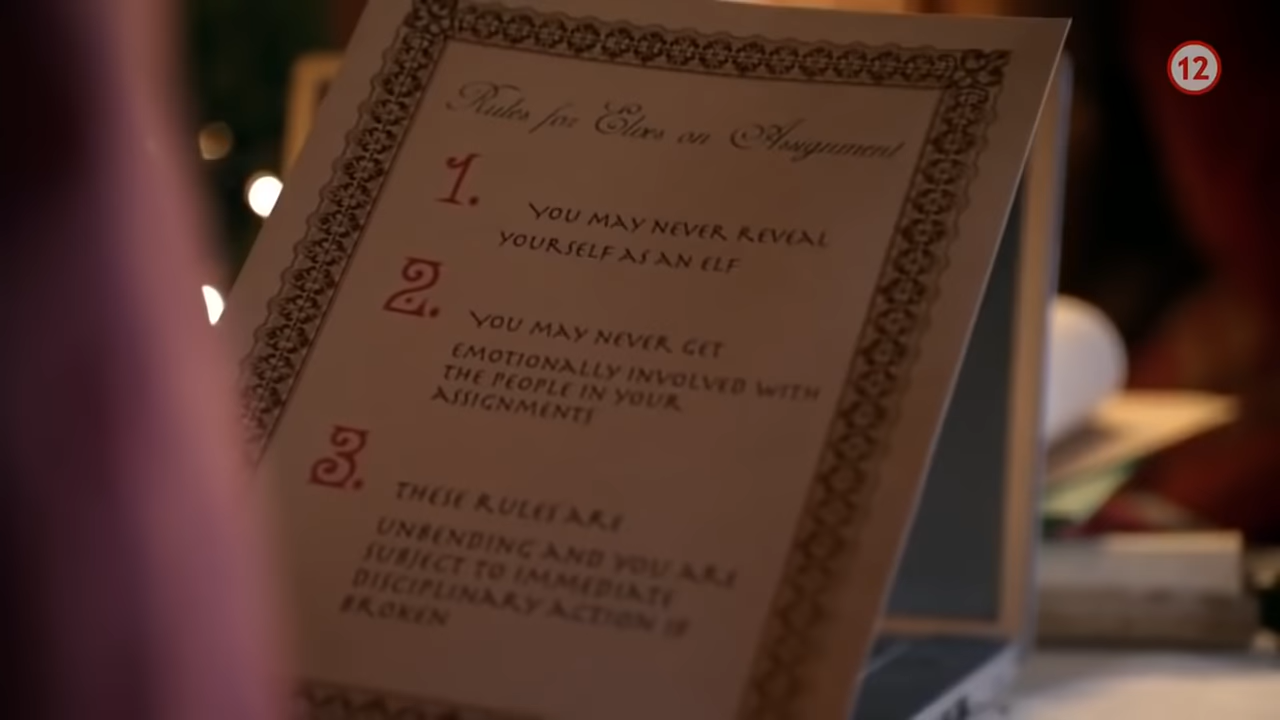 12
Rules for Elves on Assignment
1.
YOU MAY NEVER REVEAL
YOURSELF AS AN ELF
2.
YOU MAY NEVER GET
EMOTIONALLY INVOLVED WITH
THE PEOPLE IN YOUR
ASSIGNMENTS
3.
THESE RULES ARE
UNBENDING AND YOU ARE
SUBJECT TO IMMEDIATE
DISCIPLINARY ACTION IF
BROKEN